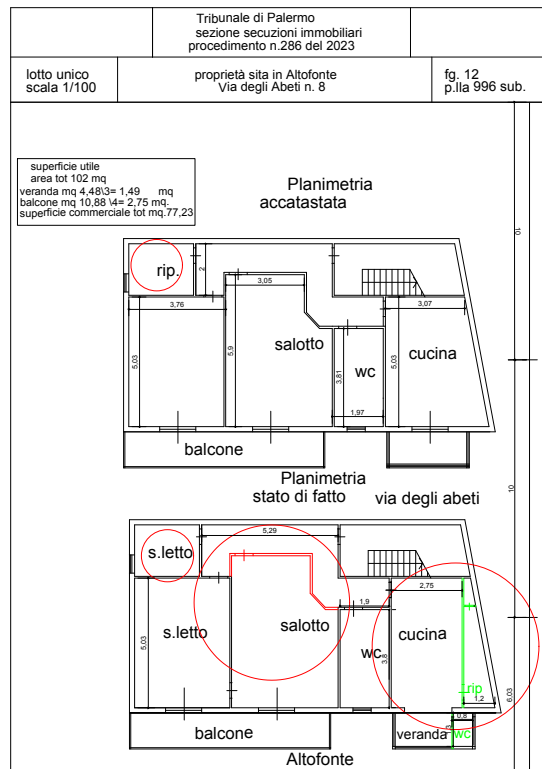 Tribunale di Palermo
sezione secuzioni immobiliari
procedimento n.286 del 2023
lotto unico
scala 1/100
proprietà sita in Altofonte
Via degli Abeti n. 8
fg. 12
p.lla 996 sub.
superficie utile
area tot 102 mq
veranda mq 4,48\3= 1,49 mq
balcone mq 10,88 \4= 2,75 mq.
superficie commerciale tot mq.77,23
Planimetria
accatastata
10
rip.
2
3,05
3,76
3,07
5,03
5,9
salotto
3,81
wc
5,03
cucina
1,97
balcone
Planimetria
stato di fatto
via degli abeti
10
5,29
s.letto
2,75
1,9
5,03
s.letto
salotto
wc
3,8
cucina
rip
1,2
6,03
0,8
balcone
veranda
wc
Altofonte